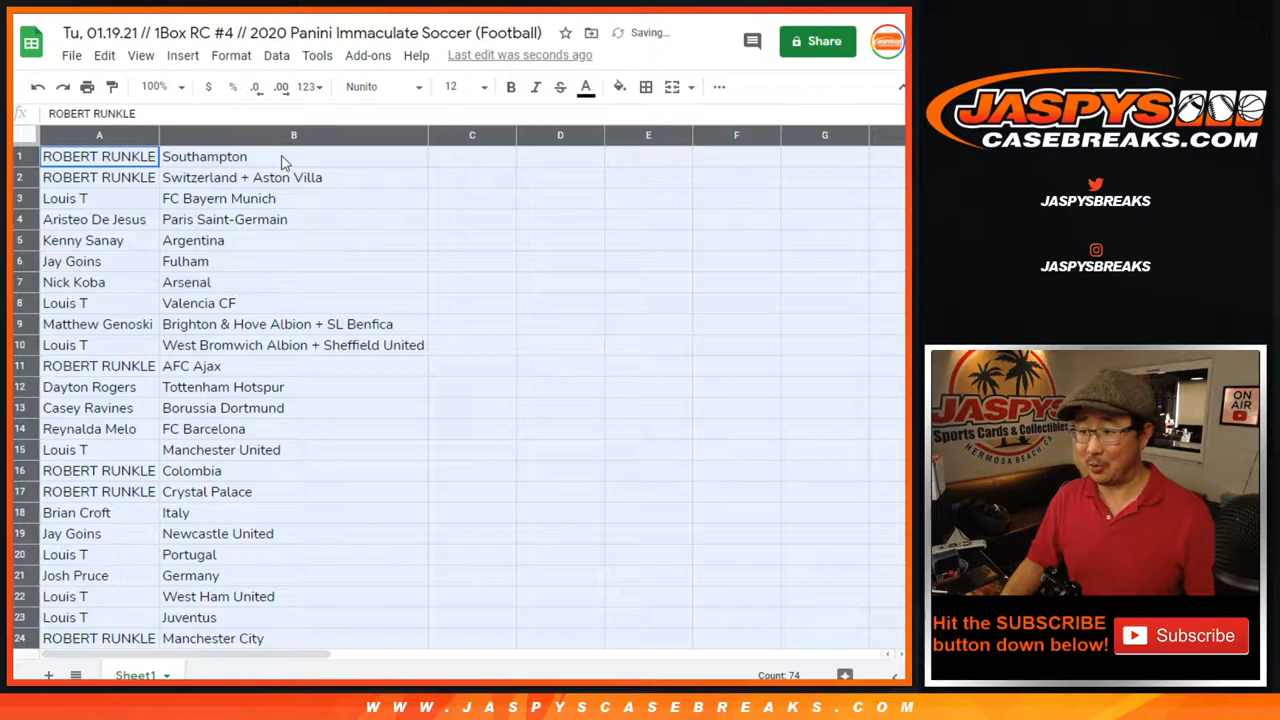 Tu, 01.19.21 // 1Box RC #4 // 2020 Panini Immaculate Soccer (Football) Saving... Share
File Edit View Insert Format Data Tools Add-ons Help Last edit was seconds ago
100% $ % .0 .00 123 Nunito 12 B I S A
fx ROBERT RUNKLE
A B C D E F G
1 ROBERT RUNKLE Southampton
2 ROBERT RUNKLE Switzerland + Aston Villa
3 Louis T FC Bayern Munich
4 Aristeo De Jesus Paris Saint-Germain
5 Kenny Sanay Argentina
6 Jay Goins Fulham
7 Nick Koba Arsenal
8 Louis T Valencia CF
9 Matthew Genoski Brighton & Hove Albion + SL Benfica
10 Louis T West Bromwich Albion + Sheffield United
11 ROBERT RUNKLE AFC Ajax
12 Dayton Rogers Tottenham Hotspur
13 Casey Ravines Borussia Dortmund
14 Reynalda Melo FC Barcelona
15 Louis T Manchester United
16 ROBERT RUNKLE Colombia
17 ROBERT RUNKLE Crystal Palace
18 Brian Croft Italy
19 Jay Goins Newcastle United
20 Louis T Portugal
21 Josh Pruce Germany
22 Louis T West Ham United
23 Louis T Juventus
24 ROBERT RUNKLE Manchester City
Sheet1 Count: 74
JASPYS
CASEBREAKS.COM
JASPYSBREAKS
JASPYSBREAKS
JASPYS
Sports Cards & Collectibles
HERMOSA BEACH, CA
ON AIR
Hit the SUBSCRIBE
button down below!
Subscribe
WWW.JASPYSCASEBREAKS.COM